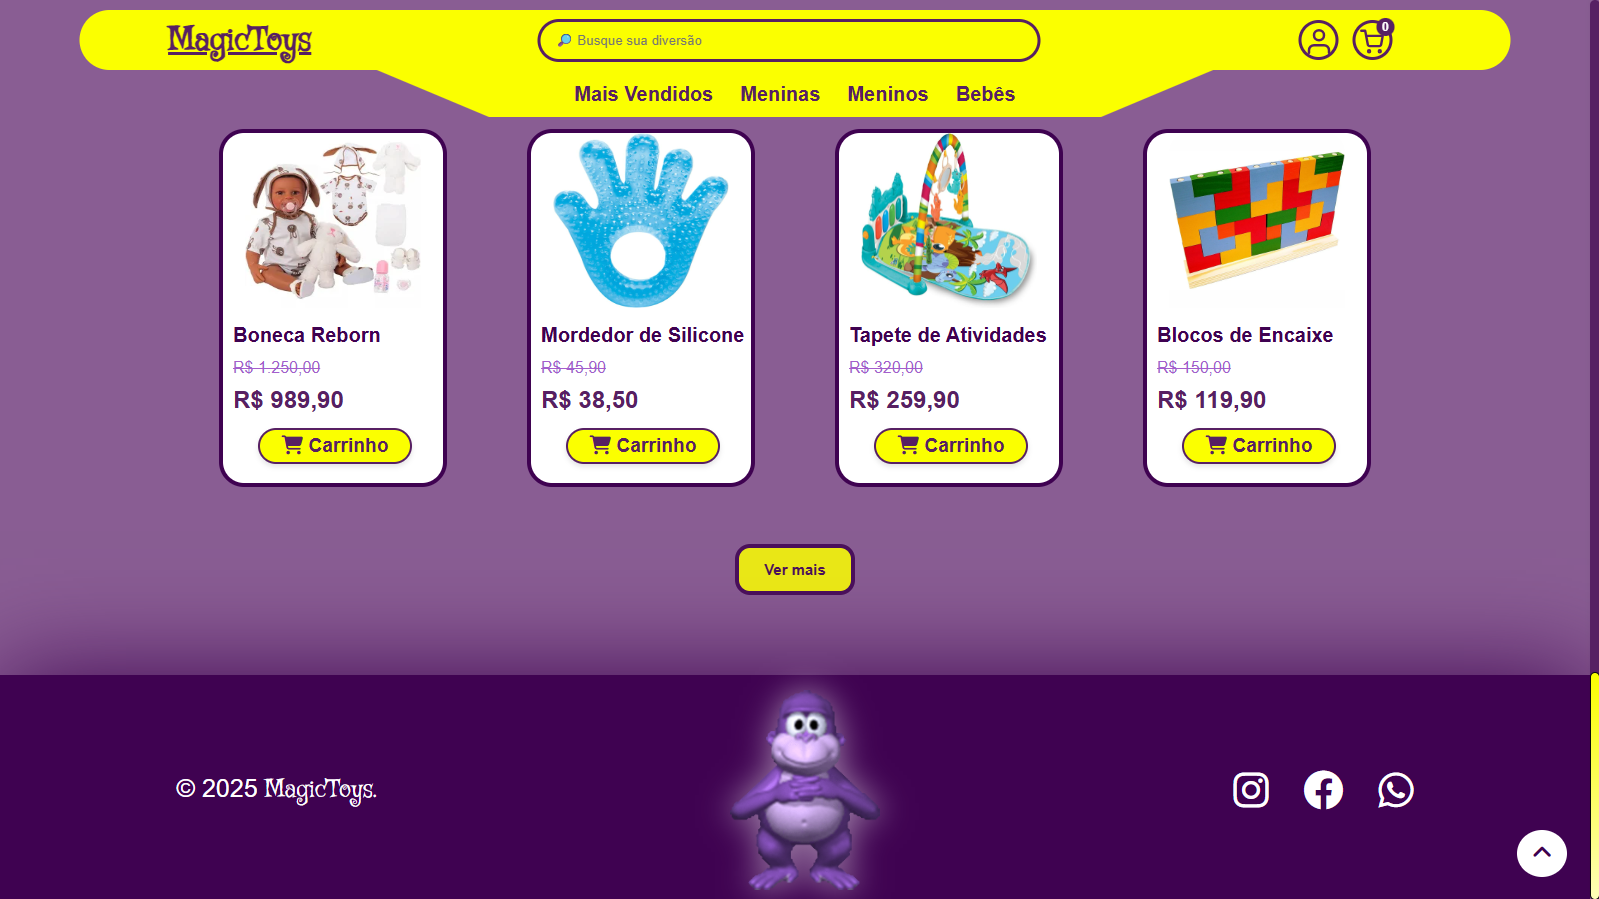 MagicToys
🔎 Busque sua diversão
0
Mais Vendidos Meninas Meninos Bebês
Boneca Reborn
R$ 1.250,00
R$ 989,90
Carrinho
Mordedor de Silicone
R$ 45,90
R$ 38,50
Carrinho
Tapete de Atividades
R$ 320,00
R$ 259,90
Carrinho
Blocos de Encaixe
R$ 150,00
R$ 119,90
Carrinho
Ver mais
© 2025 MagicToys.